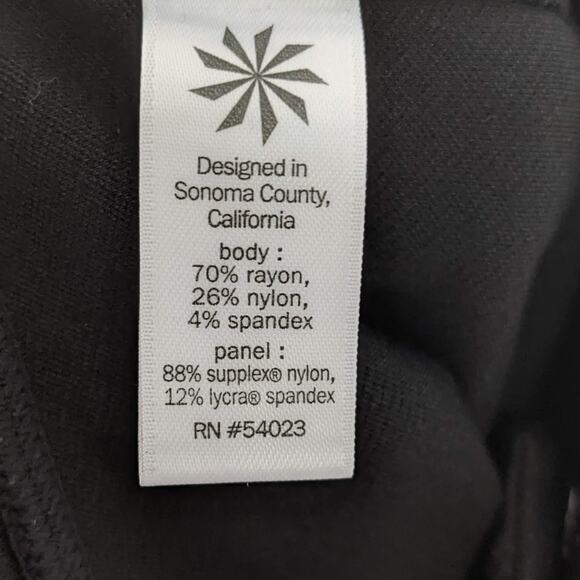 Designed in
Sonoma County,
California
body :
70% rayon,
26% nylon,
4% spandex
panel :
88% supplex® nylon,
12% lycra® spandex
RN #54023